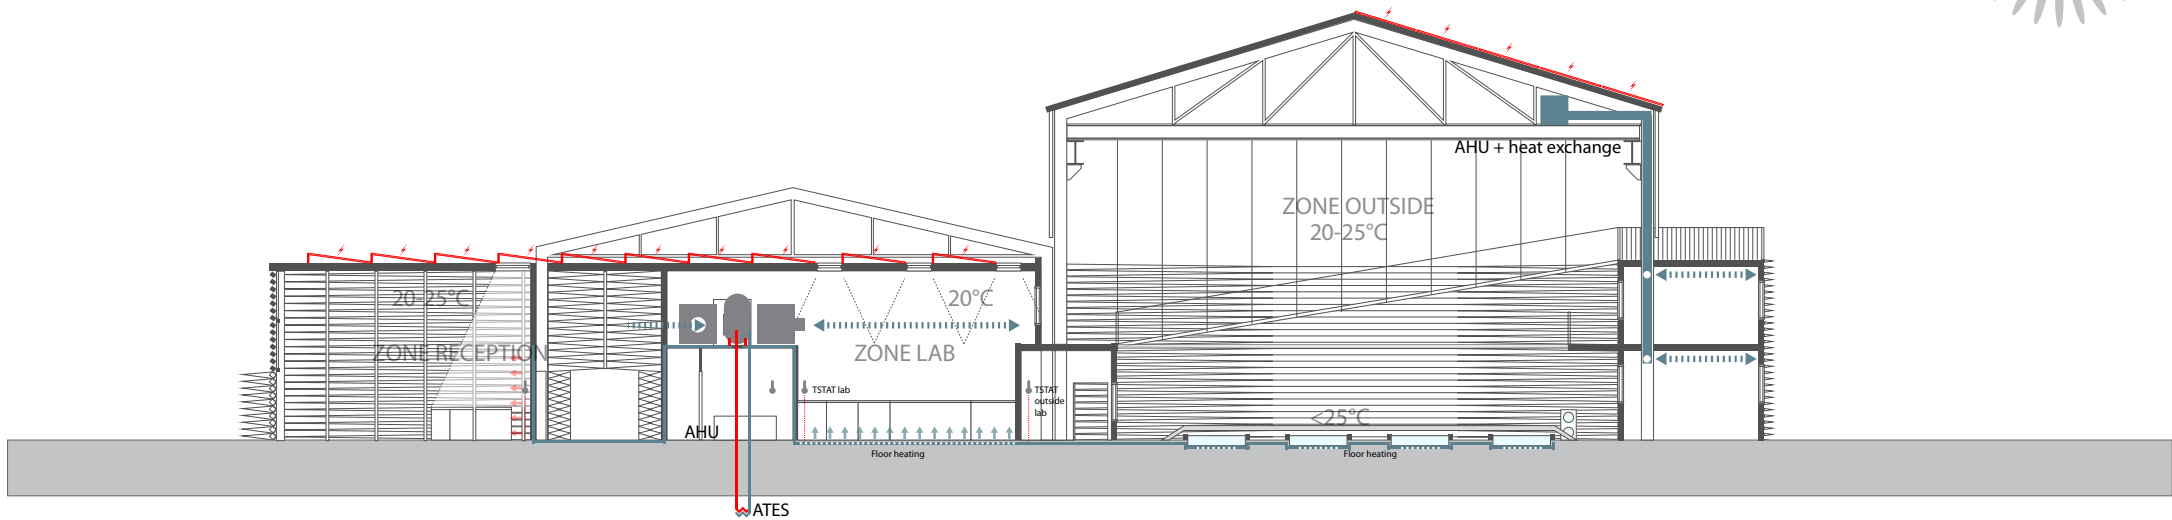 AHU + heat exchange
ZONE OUTSIDE
20-25°C
20-25°C
20°C
ZONE RECEPTION
ZONE LAB
TSTAT lab
TSTAT
outside
lab
<25°C
AHU
Floor heating
Floor heating
ATES